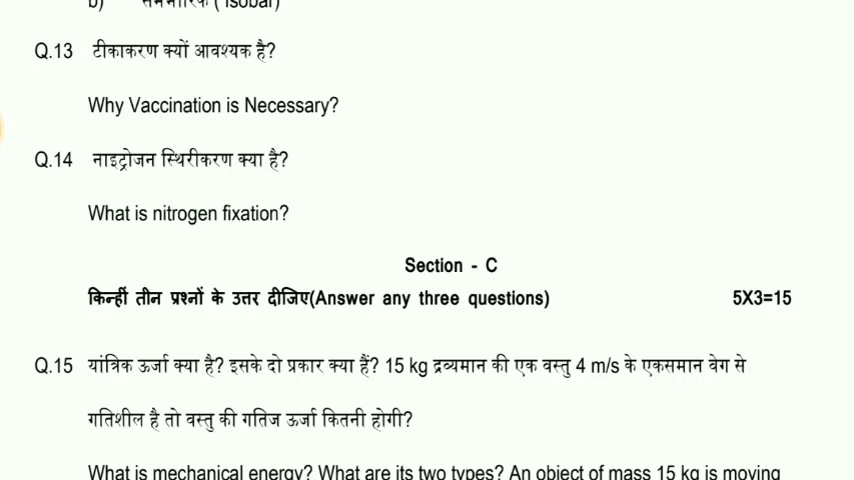 b) समभारिक ( Isobar)
Q.13 टीकाकरण क्यों आवश्यक है?
Why Vaccination is Necessary?
Q.14 नाइट्रोजन स्थिरीकरण क्या है?
What is nitrogen fixation?
Section - C
किन्हीं तीन प्रश्नों के उत्तर दीजिए(Answer any three questions) 5X3=15
Q.15 यांत्रिक ऊर्जा क्या है? इसके दो प्रकार क्या हैं? 15 kg द्रव्यमान की एक वस्तु 4 m/s के एकसमान वेग से
गतिशील है तो वस्तु की गतिज ऊर्जा कितनी होगी?
What is mechanical energy? What are its two types? An object of mass 15 kg is moving